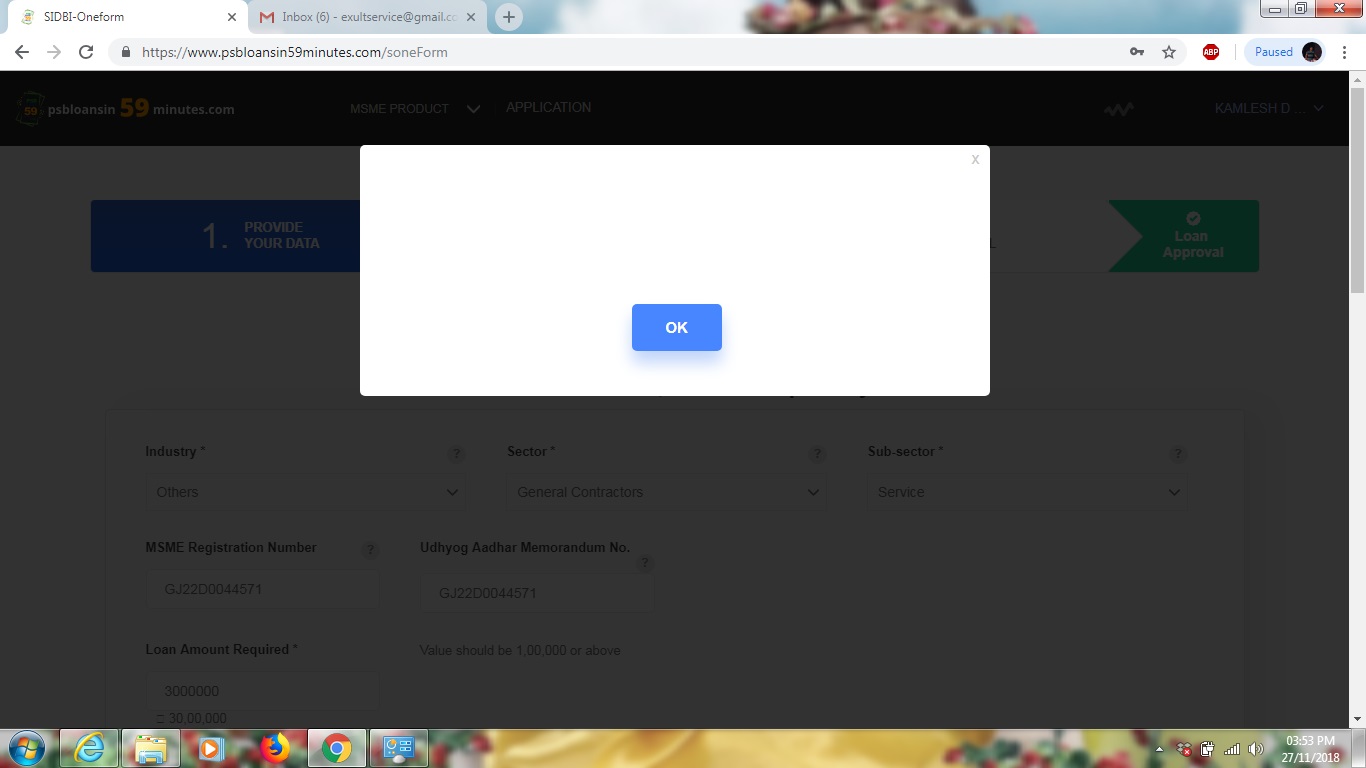 SIDBI-Oneform
Inbox (6) - exultservice@gmail.co
https://www.psbloansin59minutes.com/soneForm
ABP
Paused
psbloansin 59 minutes.com
MSME PRODUCT
APPLICATION
KAMLESH D ...
X
1. PROVIDE
YOUR DATA
Loan
Approval
OK
Industry *
?
Sector *
?
Sub-sector *
?
Others
General Contractors
Service
MSME Registration Number
?
Udhyog Aadhar Memorandum No.
?
GJ22D0044571
GJ22D0044571
Loan Amount Required *
Value should be 1,00,000 or above
3000000
30,00,000
03:53 PM
27/11/2018